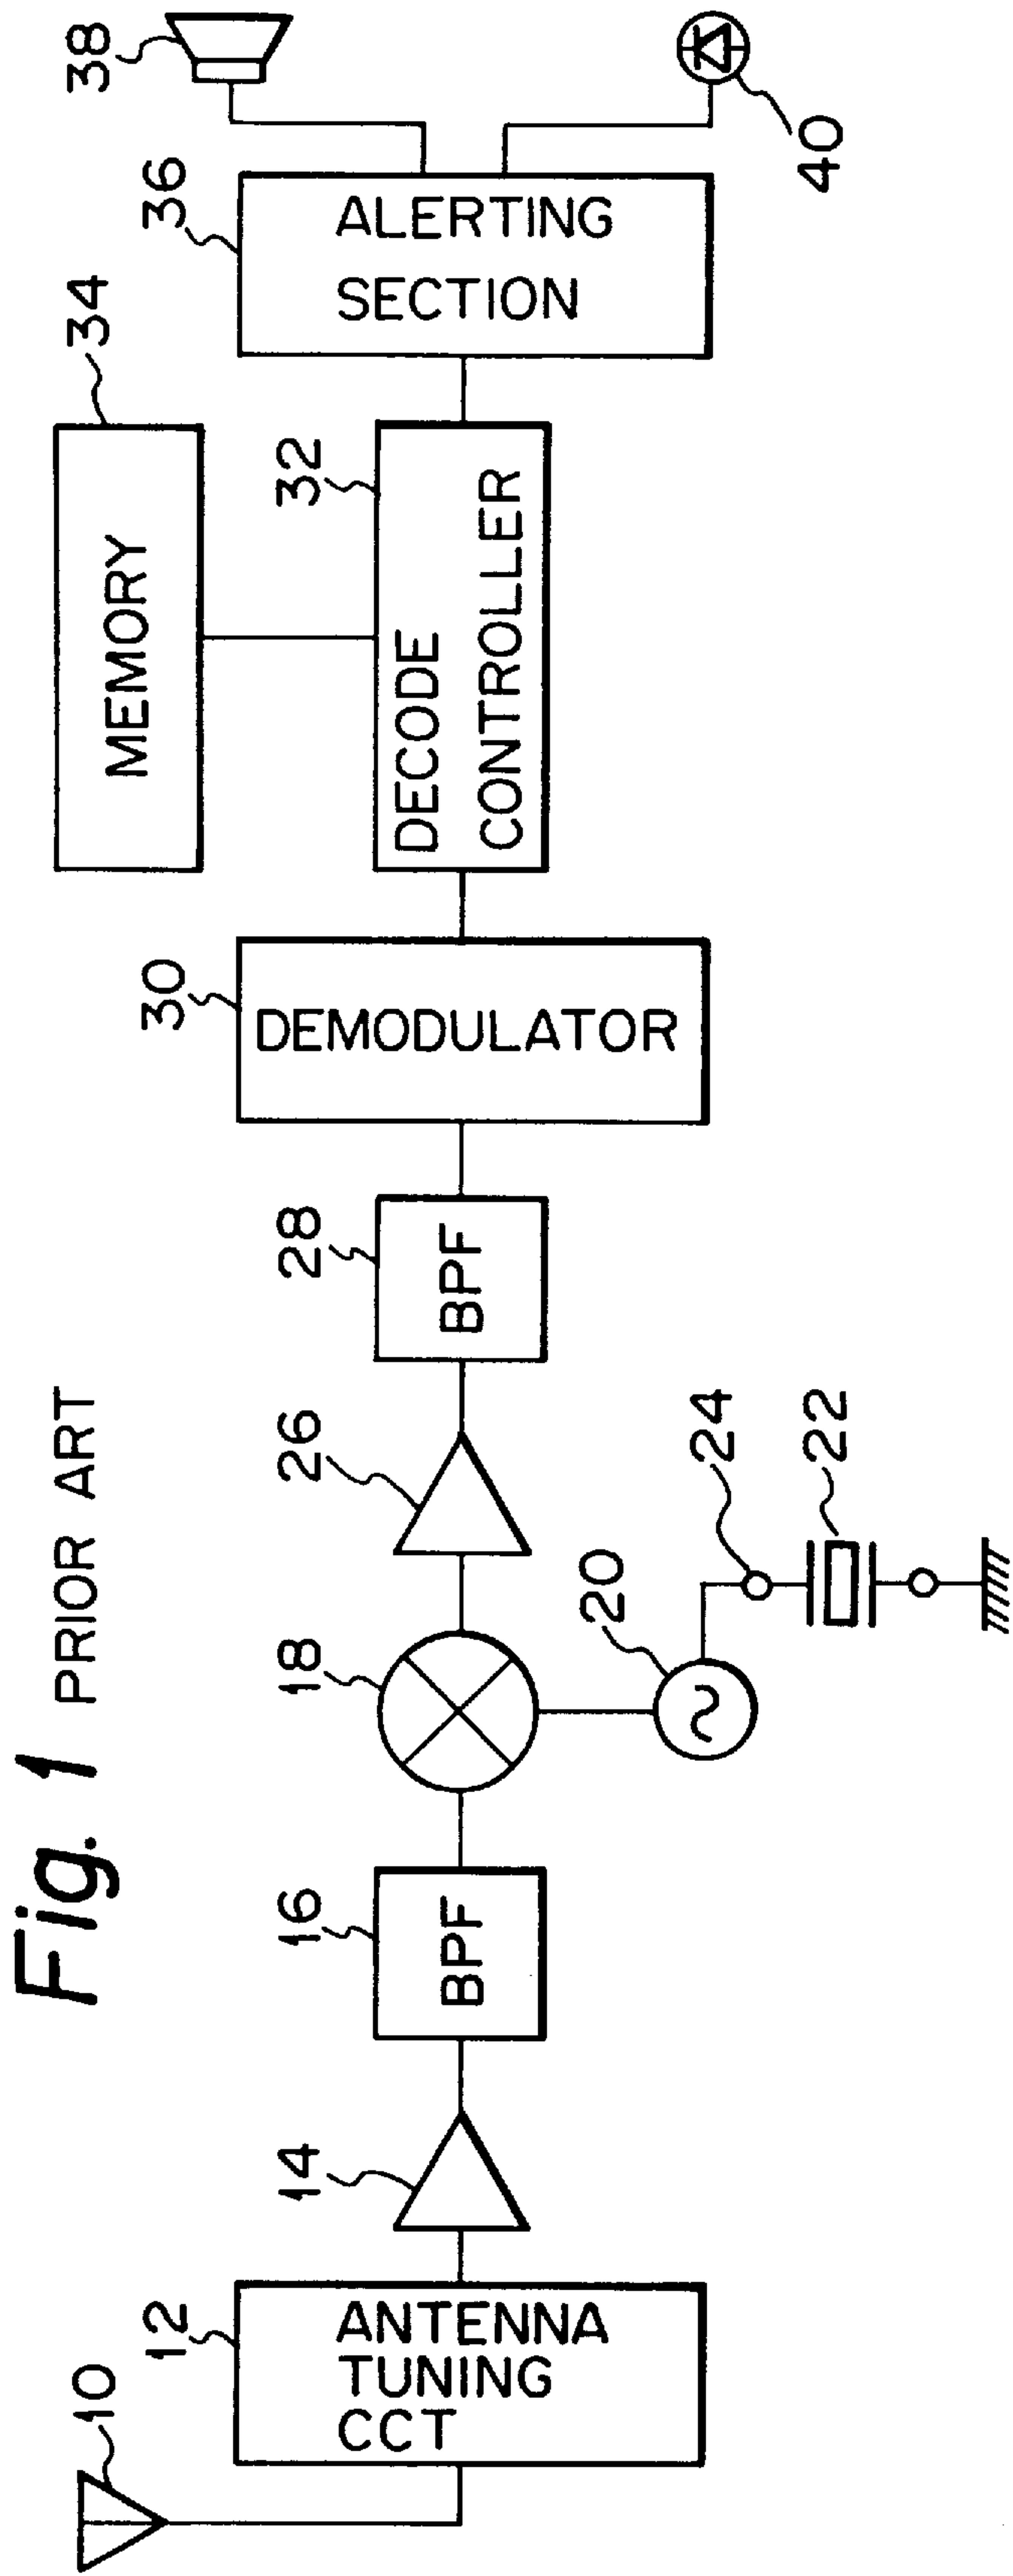 Fig. 1 PRIOR ART
10
12
ANTENNA
TUNING
CCT
14
16
BPF
18
20
24
22
26
28
BPF
30
DEMODULATOR
32
DECODE
CONTROLLER
34
MEMORY
36
ALERTING
SECTION
38
40